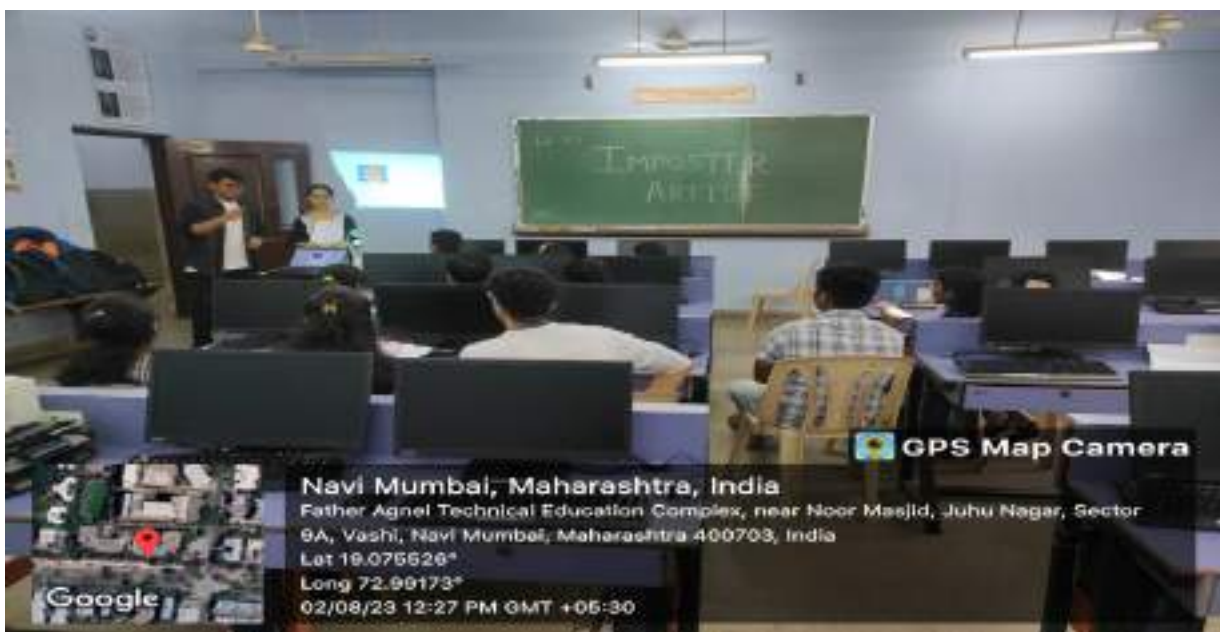 IMPOSTER
ARTIST
GPS Map Camera
Navi Mumbai, Maharashtra, India
Father Agnel Technical Education Complex, near Noor Masjid, Juhu Nagar, Sector
9A, Vashi, Navi Mumbai, Maharashtra 400703, India
Lat 19.075526°
Long 72.99173°
02/08/23 12:27 PM GMT +05:30
Google